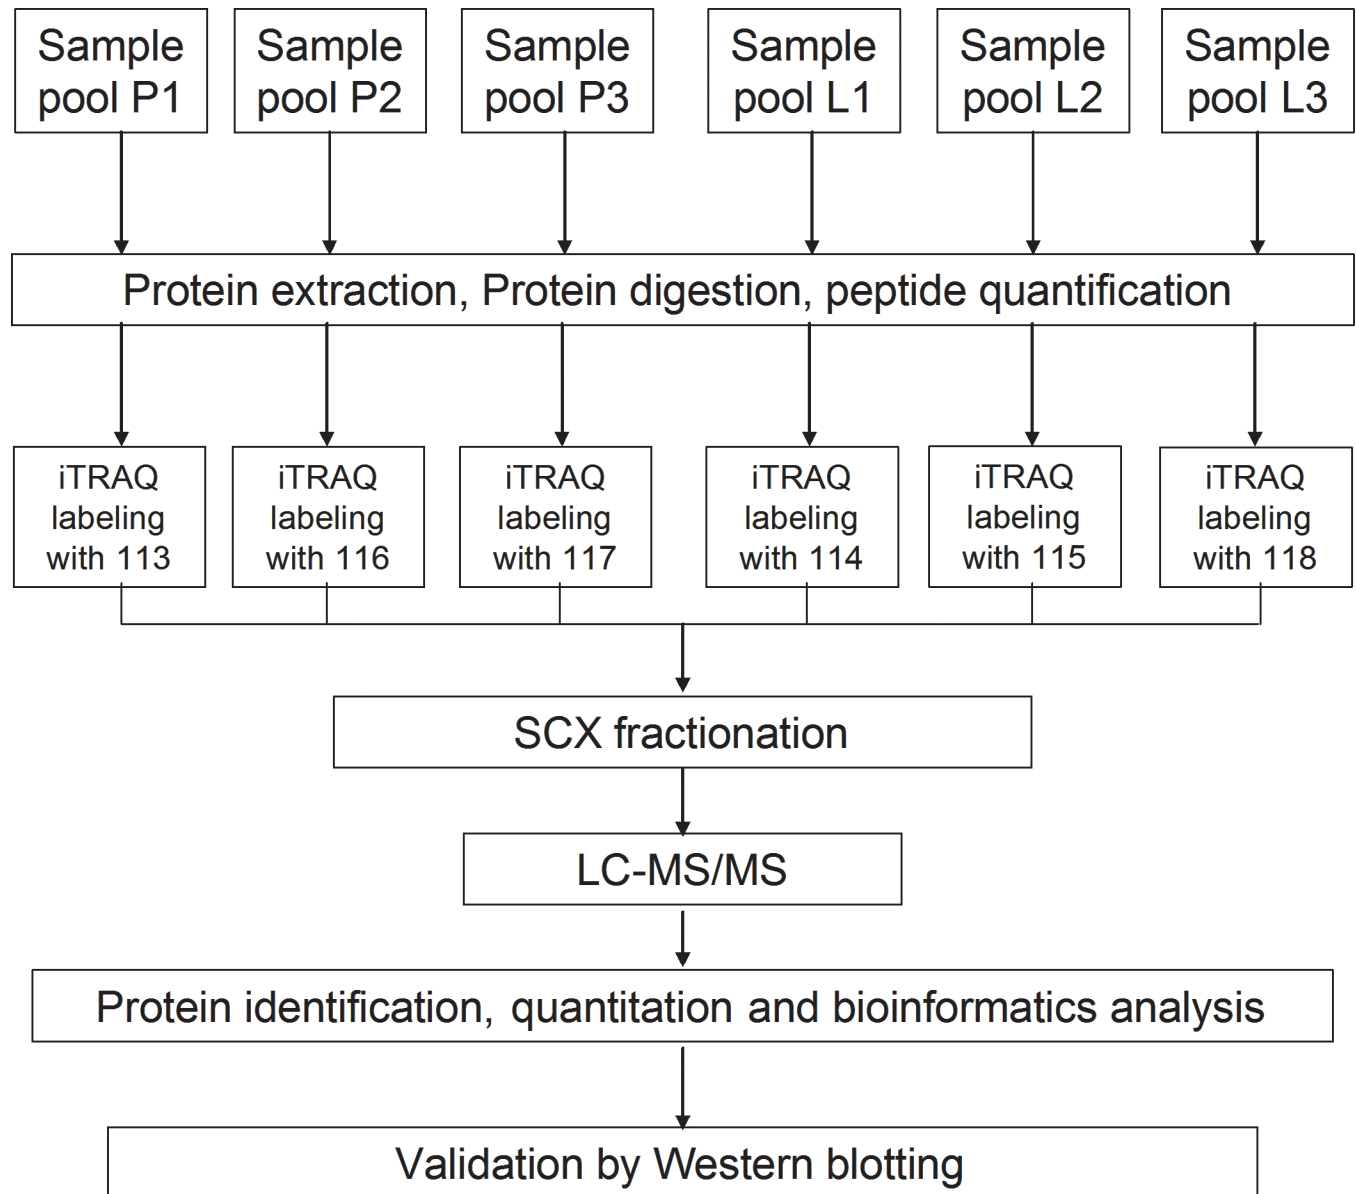 Sample
pool P1
Sample
pool P2
Sample
pool P3
Sample
pool L1
Sample
pool L2
Sample
pool L3
Protein extraction, Protein digestion, peptide quantification
iTRAQ
labeling
with 113
iTRAQ
labeling
with 116
iTRAQ
labeling
with 117
iTRAQ
labeling
with 114
iTRAQ
labeling
with 115
iTRAQ
labeling
with 118
SCX fractionation
LC-MS/MS
Protein identification, quantitation and bioinformatics analysis
Validation by Western blotting